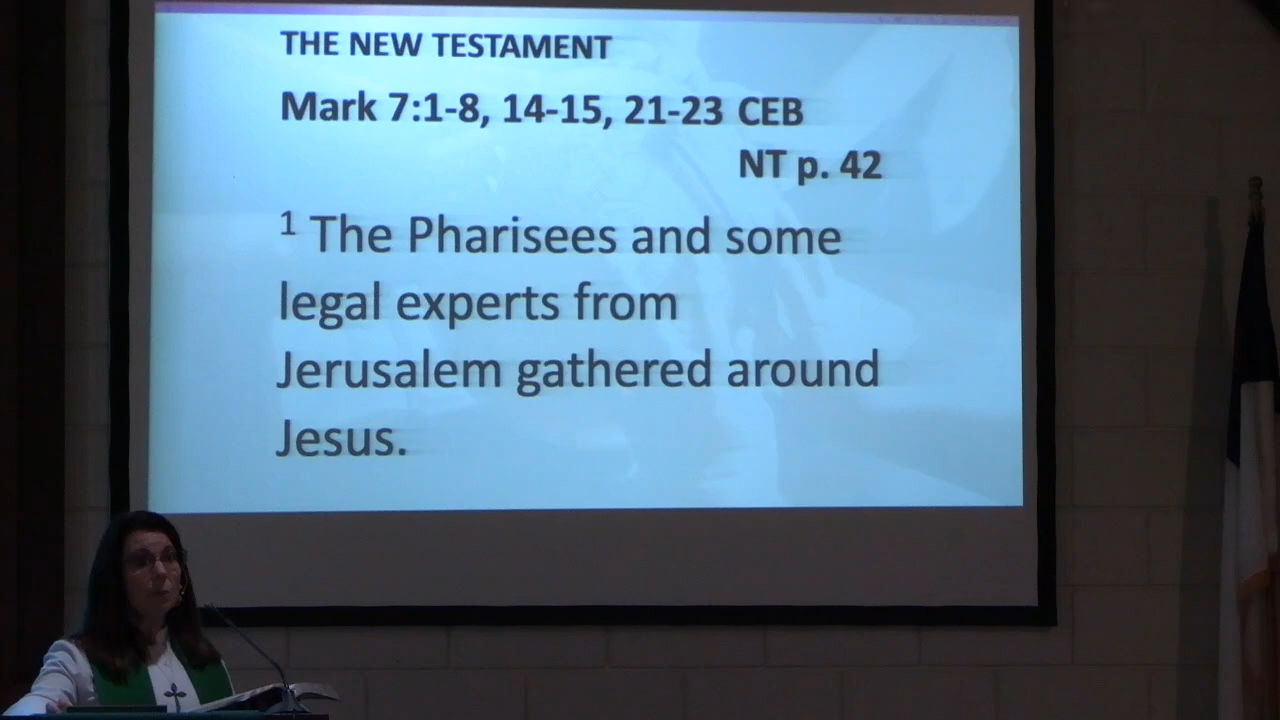 THE NEW TESTAMENT
Mark 7:1-8, 14-15, 21-23 CEB
NT p. 42
1 The Pharisees and some
legal experts from
Jerusalem gathered around
Jesus.